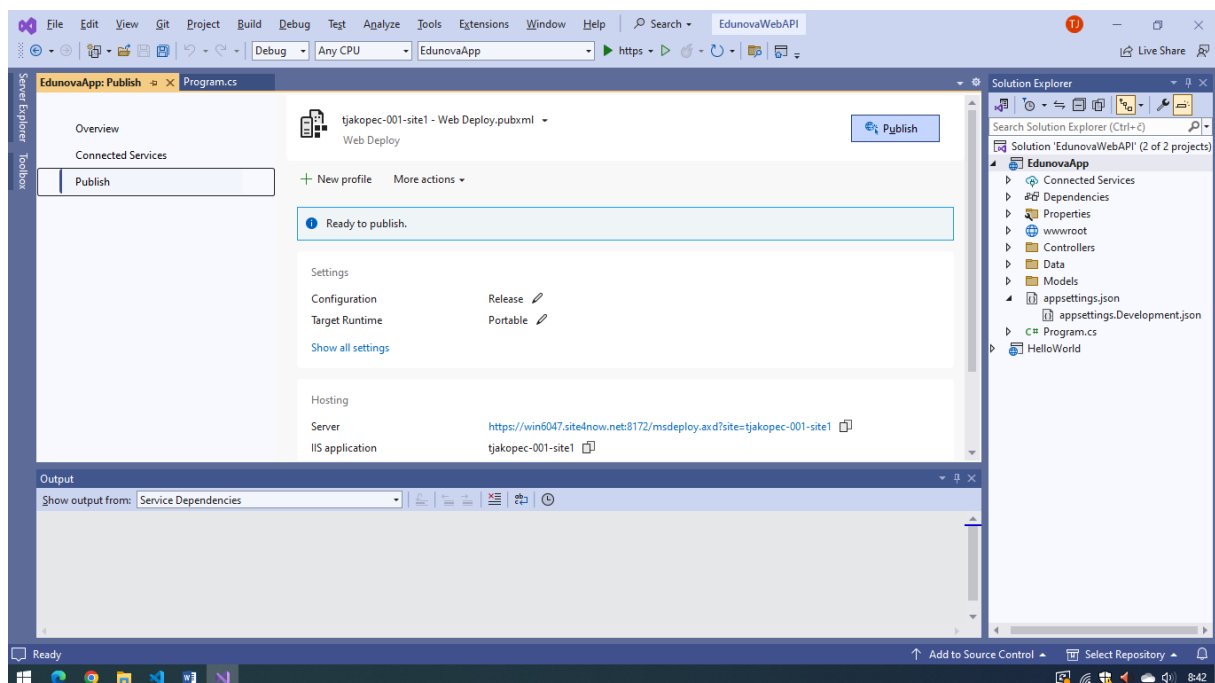 File Edit View Git Project Build Debug Test Analyze Tools Extensions Window Help Search EdunovaWebAPI TJ
Debug Any CPU EdunovaApp https Live Share
Server Explorer
Toolbox
EdunovaApp: Publish Program.cs
Overview
Connected Services
Publish
tjakopec-001-site1 - Web Deploy.pubxml
Web Deploy
Publish
New profile More actions
Ready to publish.
Settings
Configuration Release
Target Runtime Portable
Show all settings
Hosting
Server https://win6047.site4now.net:8172/msdeploy.axd?site=tjakopec-001-site1
IIS application tjakopec-001-site1
Output
Show output from: Service Dependencies
Solution Explorer
Search Solution Explorer (Ctrl+č)
Solution 'EdunovaWebAPI' (2 of 2 projects)
EdunovaApp
Connected Services
Dependencies
Properties
wwwroot
Controllers
Data
Models
appsettings.json
appsettings.Development.json
C# Program.cs
HelloWorld
Ready Add to Source Control Select Repository
8:42